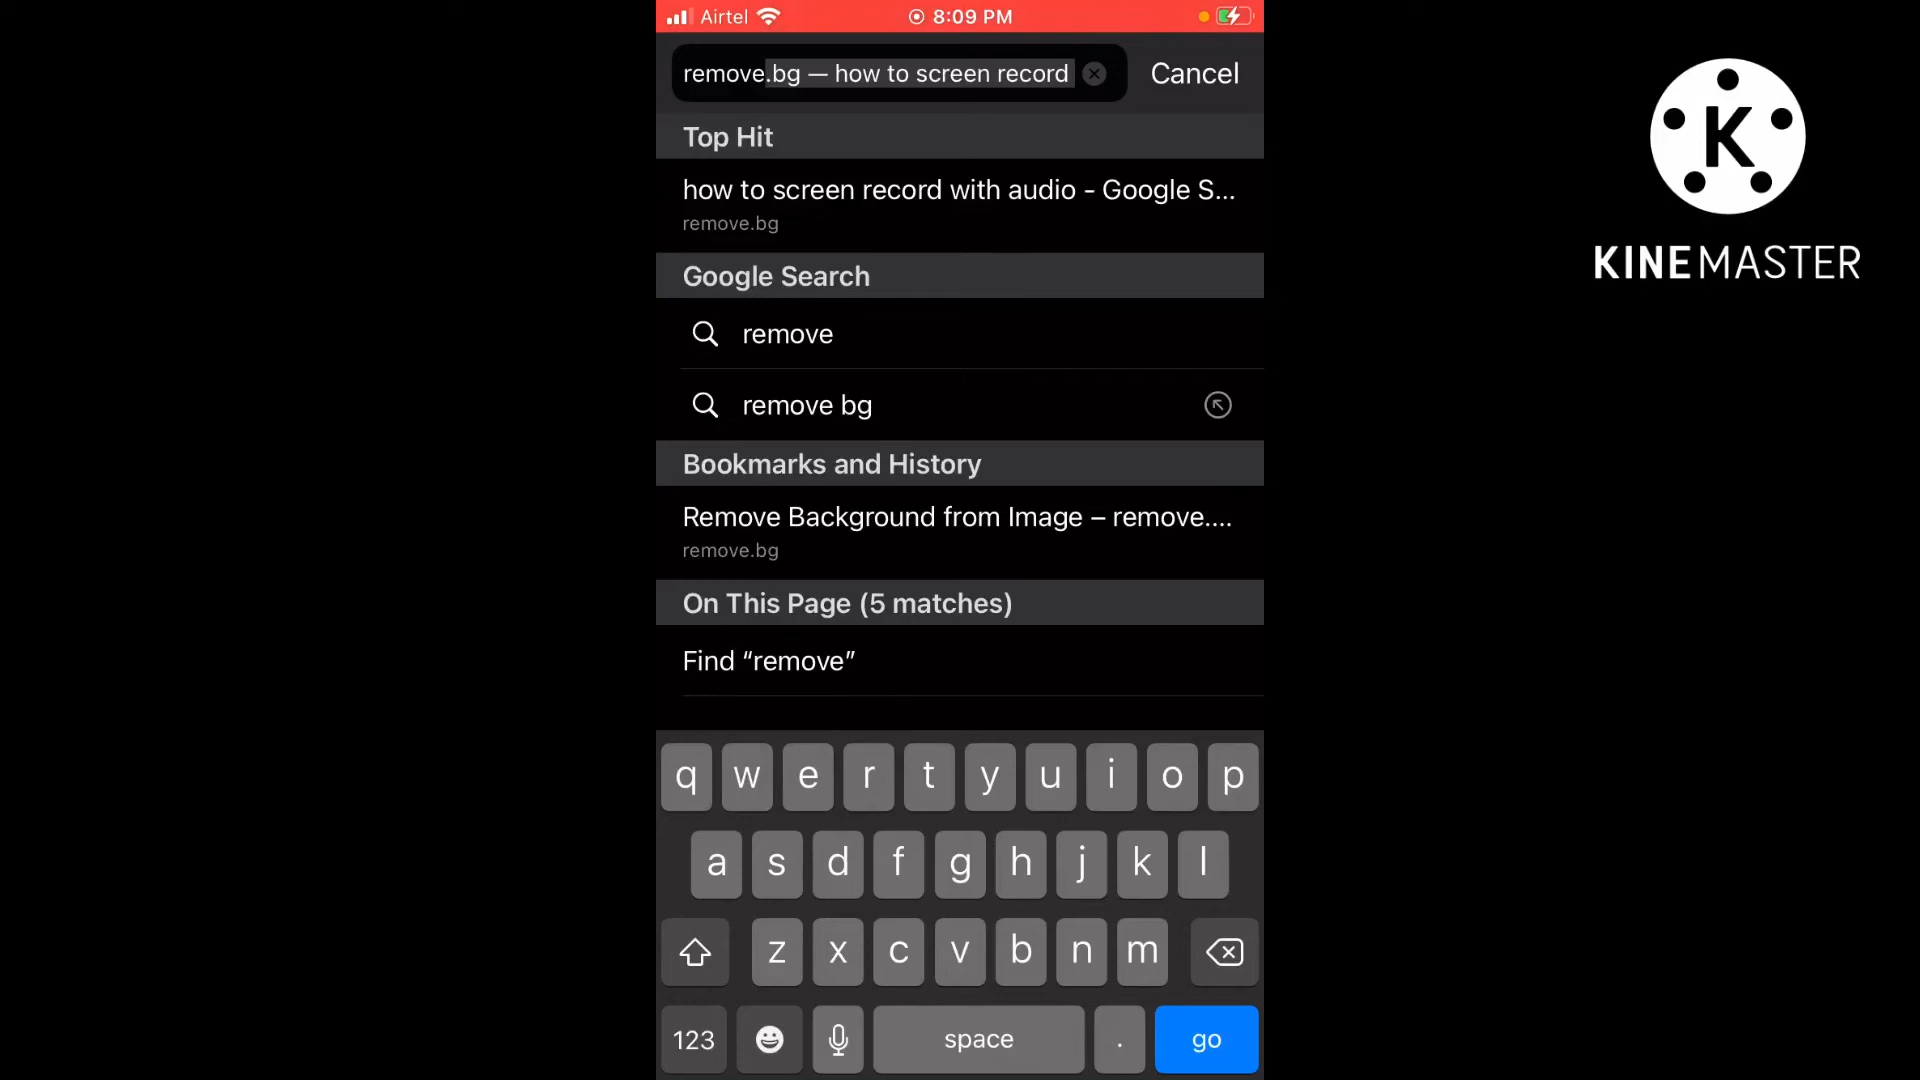 Airtel 8:09 PM
remove.bg — how to screen record Cancel
Top Hit
how to screen record with audio - Google S...
remove.bg
Google Search
remove
remove bg
Bookmarks and History
Remove Background from Image – remove....
remove.bg
On This Page (5 matches)
Find “remove”
q w e r t y u i o p
a s d f g h j k l
z x c v b n m
123 space . go
K
KINEMASTER